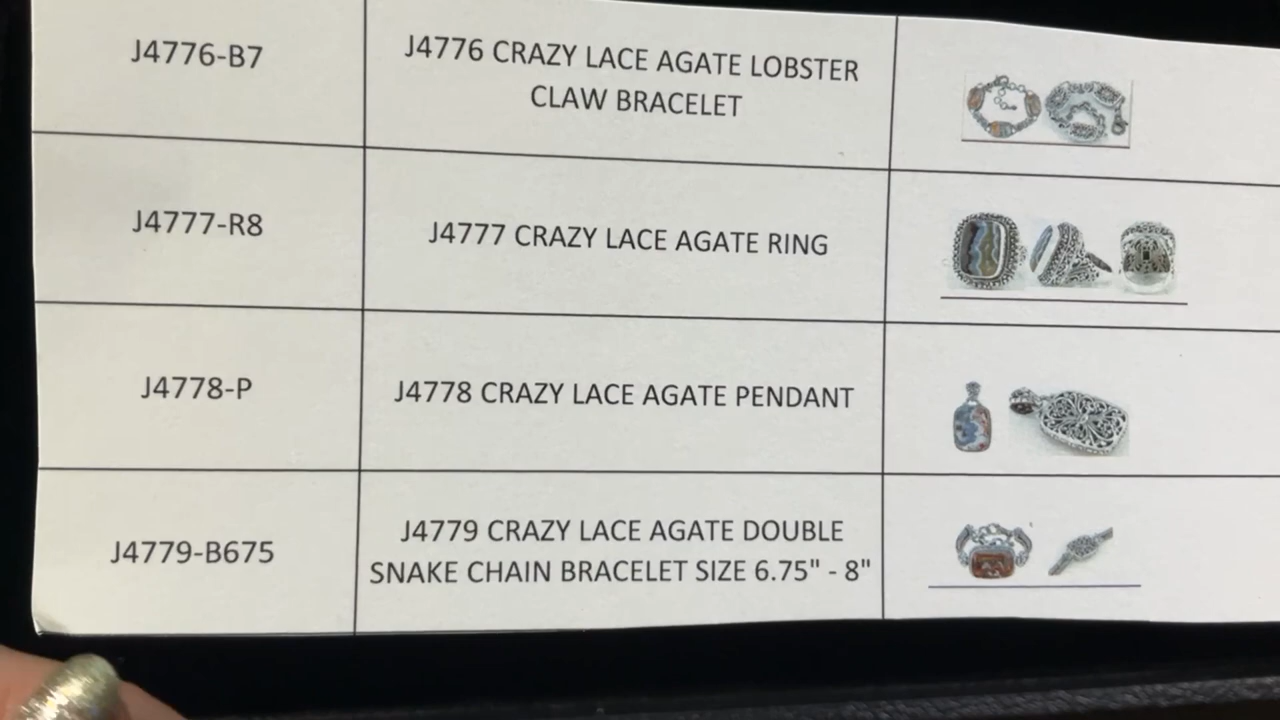 J4776-B7
J4776 CRAZY LACE AGATE LOBSTER
CLAW BRACELET
J4777-R8
J4777 CRAZY LACE AGATE RING
J4778-P
J4778 CRAZY LACE AGATE PENDANT
J4779-B675
J4779 CRAZY LACE AGATE DOUBLE
SNAKE CHAIN BRACELET SIZE 6.75" - 8"